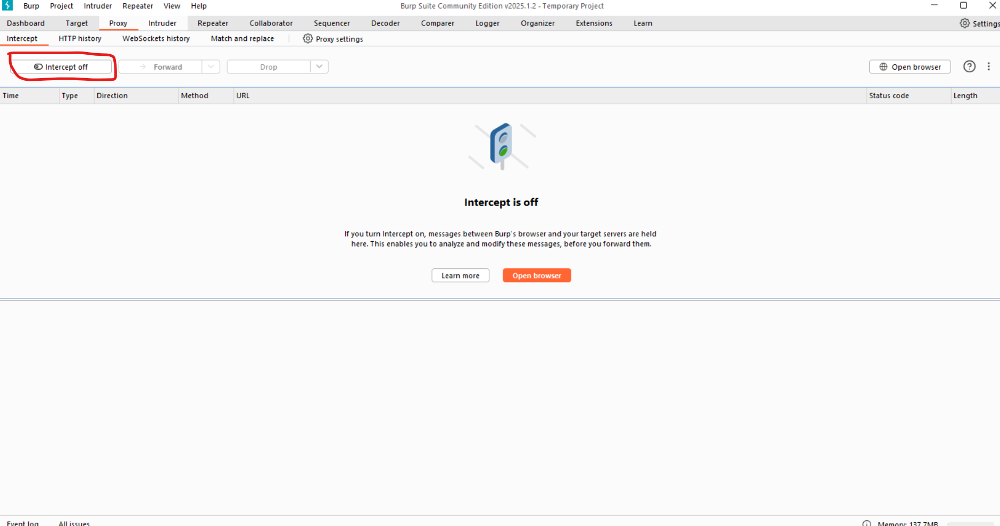 Burp Project Intruder Repeater View Help Burp Suite Community Edition v2025.1.2 - Temporary Project
Dashboard Target Proxy Intruder Repeater Collaborator Sequencer Decoder Comparer Logger Organizer Extensions Learn Settings
Intercept HTTP history WebSockets history Match and replace Proxy settings
Intercept off Forward Drop Open browser
Time Type Direction Method URL Status code Length
Intercept is off
If you turn Intercept on, messages between Burp's browser and your target servers are held
here. This enables you to analyze and modify these messages, before you forward them.
Learn more Open browser
Event log All issues Memory: 137.7MB